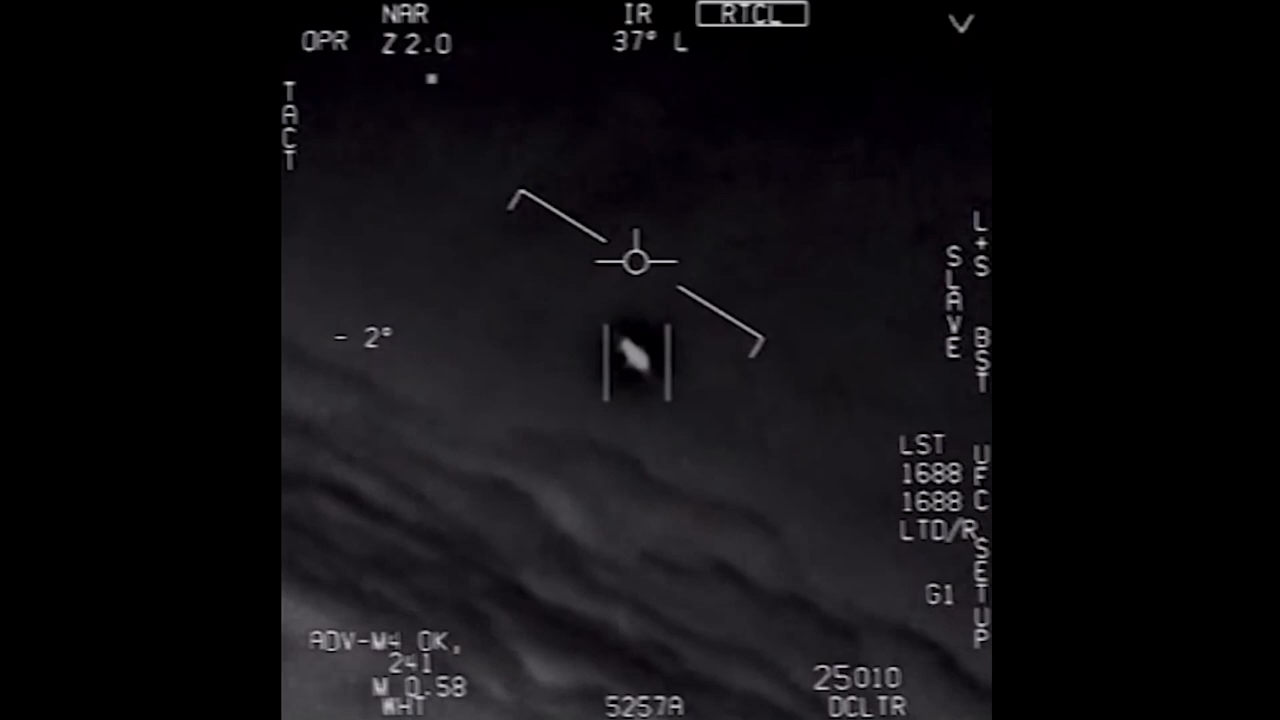 NAR IR RTCL
OPR Z 2.0 37° L
TACT
L+S
SLAVE
- 2°
BST
LST
1688
1688
LTD/R
UFC
SETUP
G1
ADV-M4 OK,
241
M 0.58
WHT
25010
5257A DCLTR